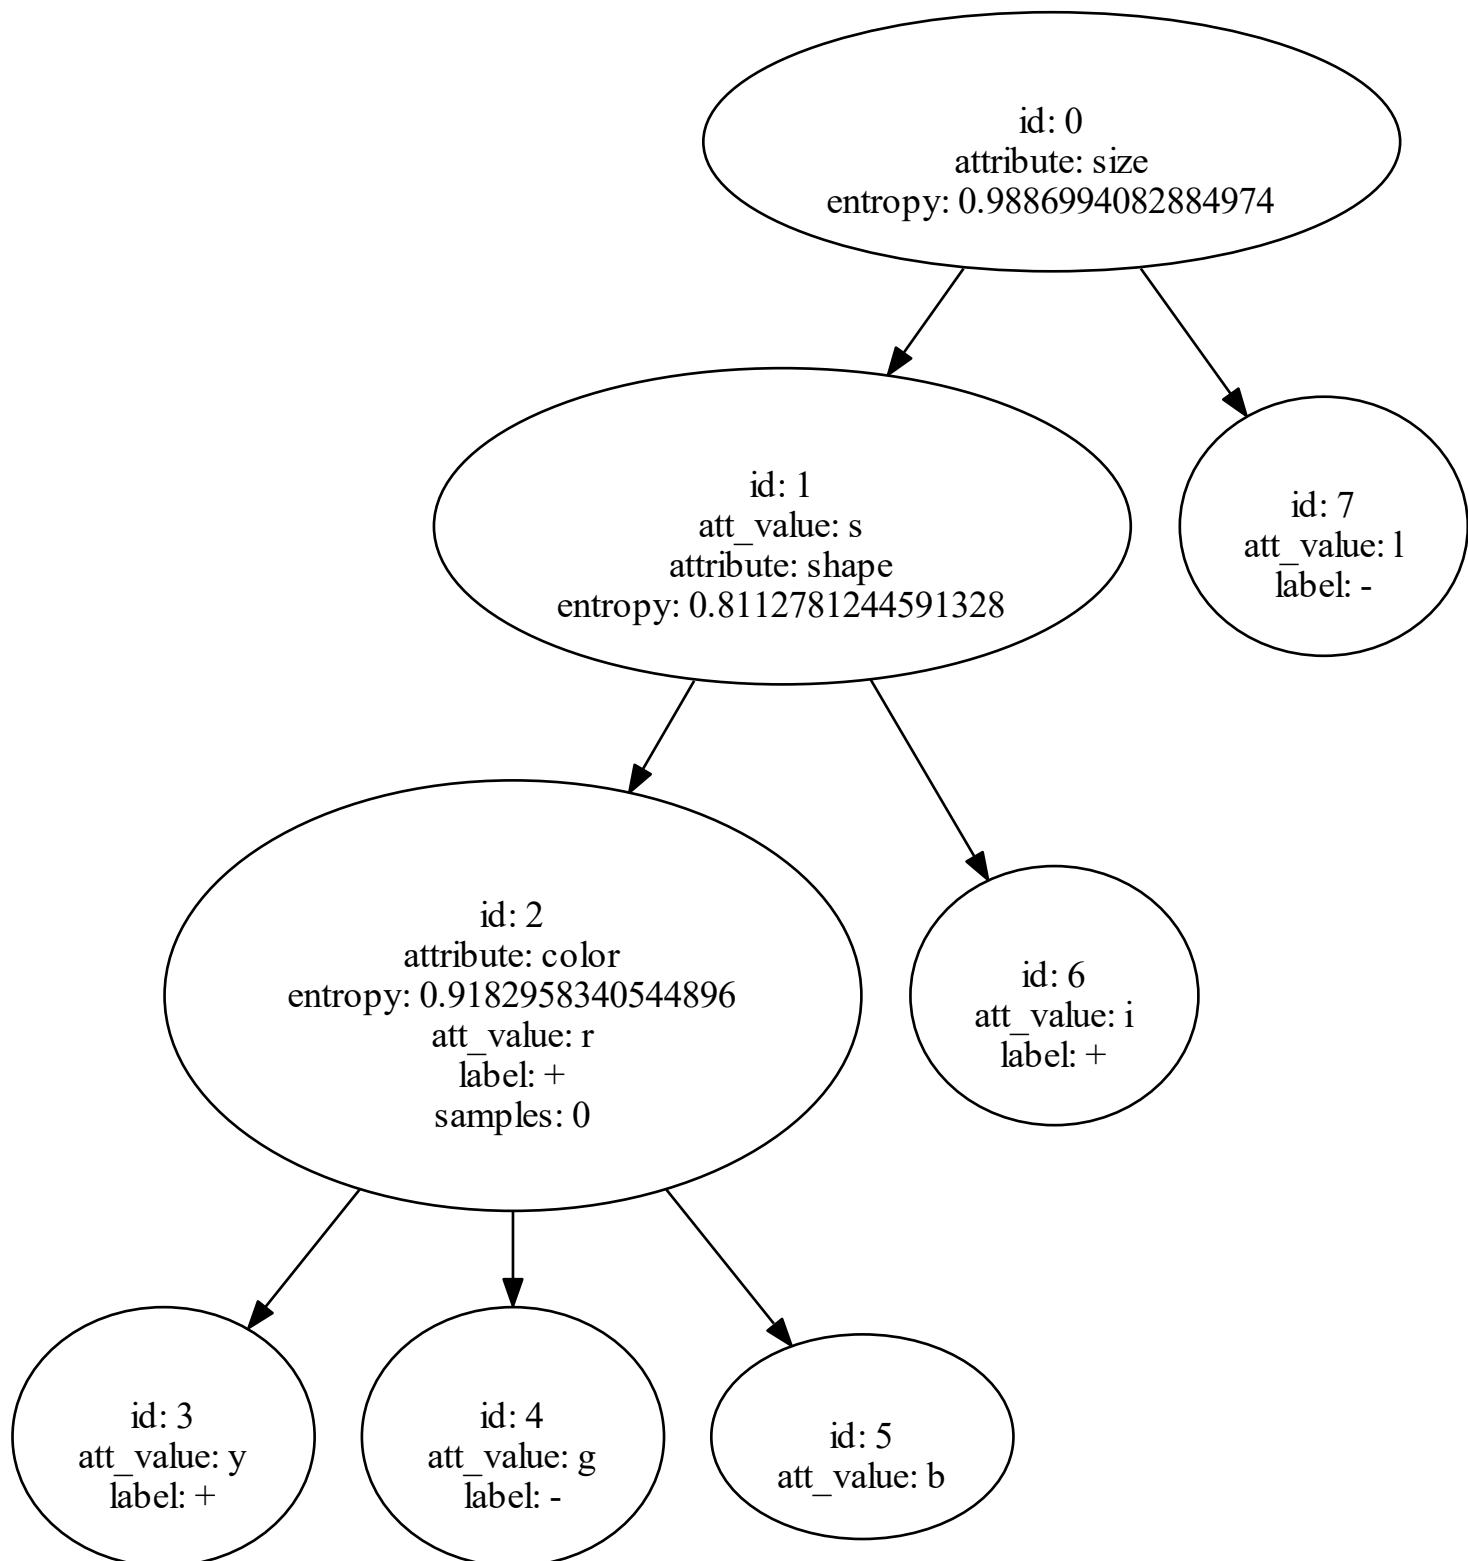 id: 0
attribute: size
entropy: 0.9886994082884974
id: 1
att_value: s
attribute: shape
entropy: 0.8112781244591328
id: 7
att_value: l
label: -
id: 2
attribute: color
entropy: 0.9182958340544896
att_value: r
label: +
samples: 0
id: 6
att_value: i
label: +
id: 3
att_value: y
label: +
id: 4
att_value: g
label: -
id: 5
att_value: b